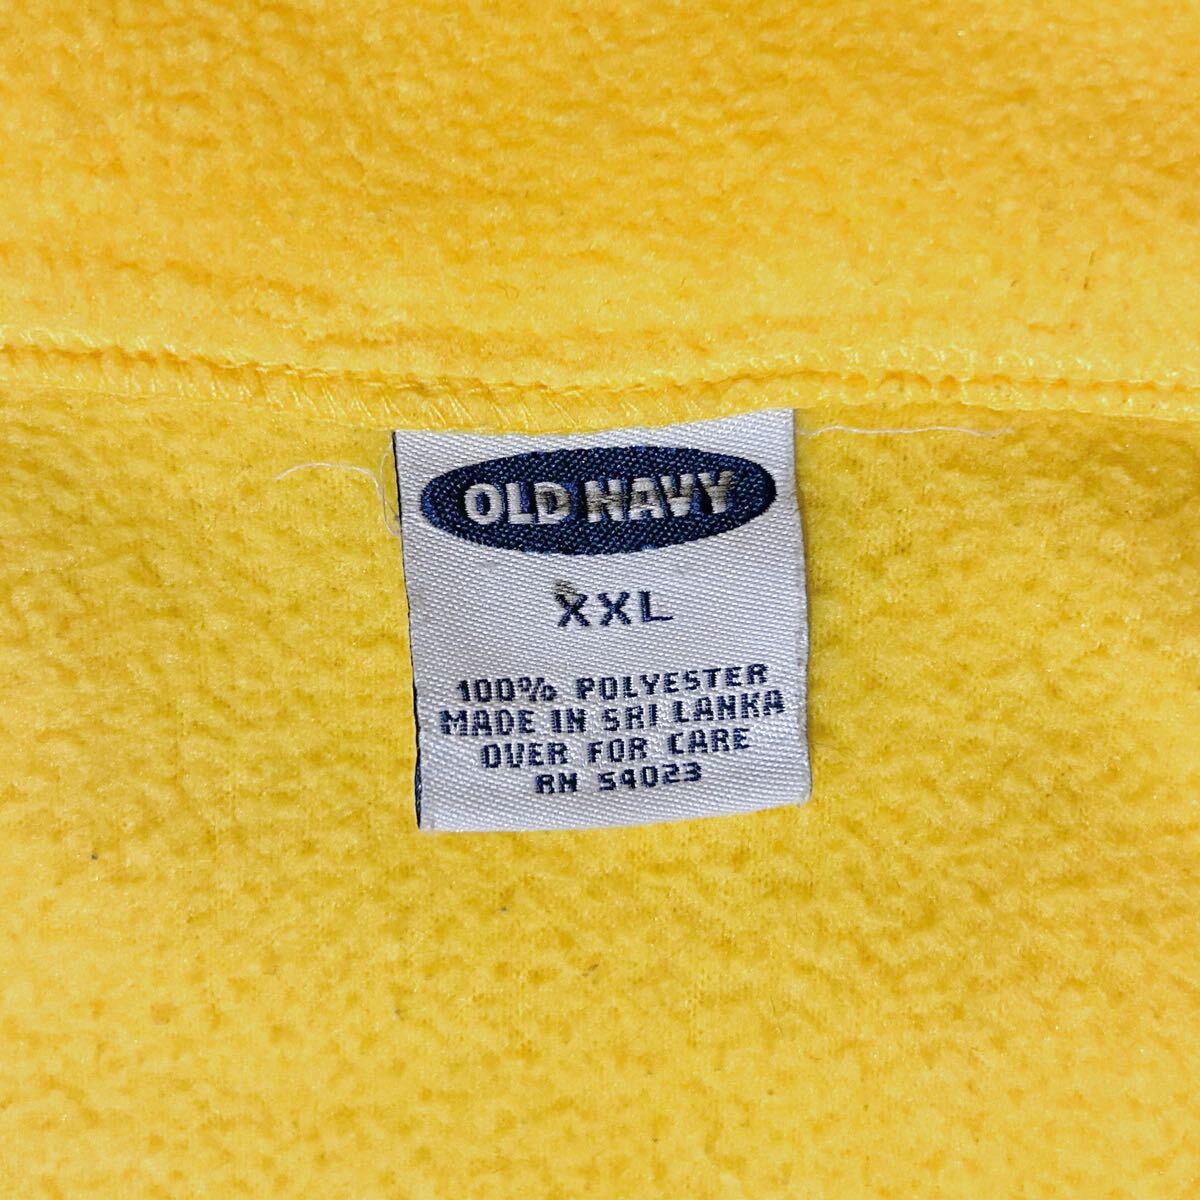 OLD NAVY
XXL
100% POLYESTER
MADE IN SRI LANKA
OVER FOR CARE
RN 54023